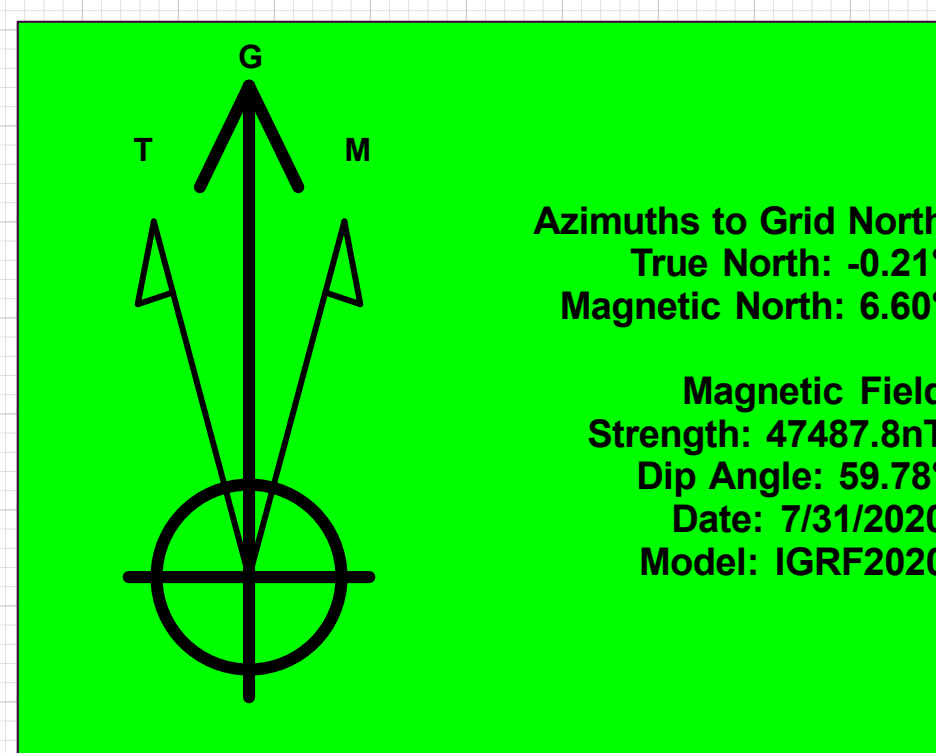 G
T
M
Azimuths to Grid North
True North: -0.21°
Magnetic North: 6.60°
Magnetic Field
Strength: 47487.8nT
Dip Angle: 59.78°
Date: 7/31/2020
Model: IGRF2020